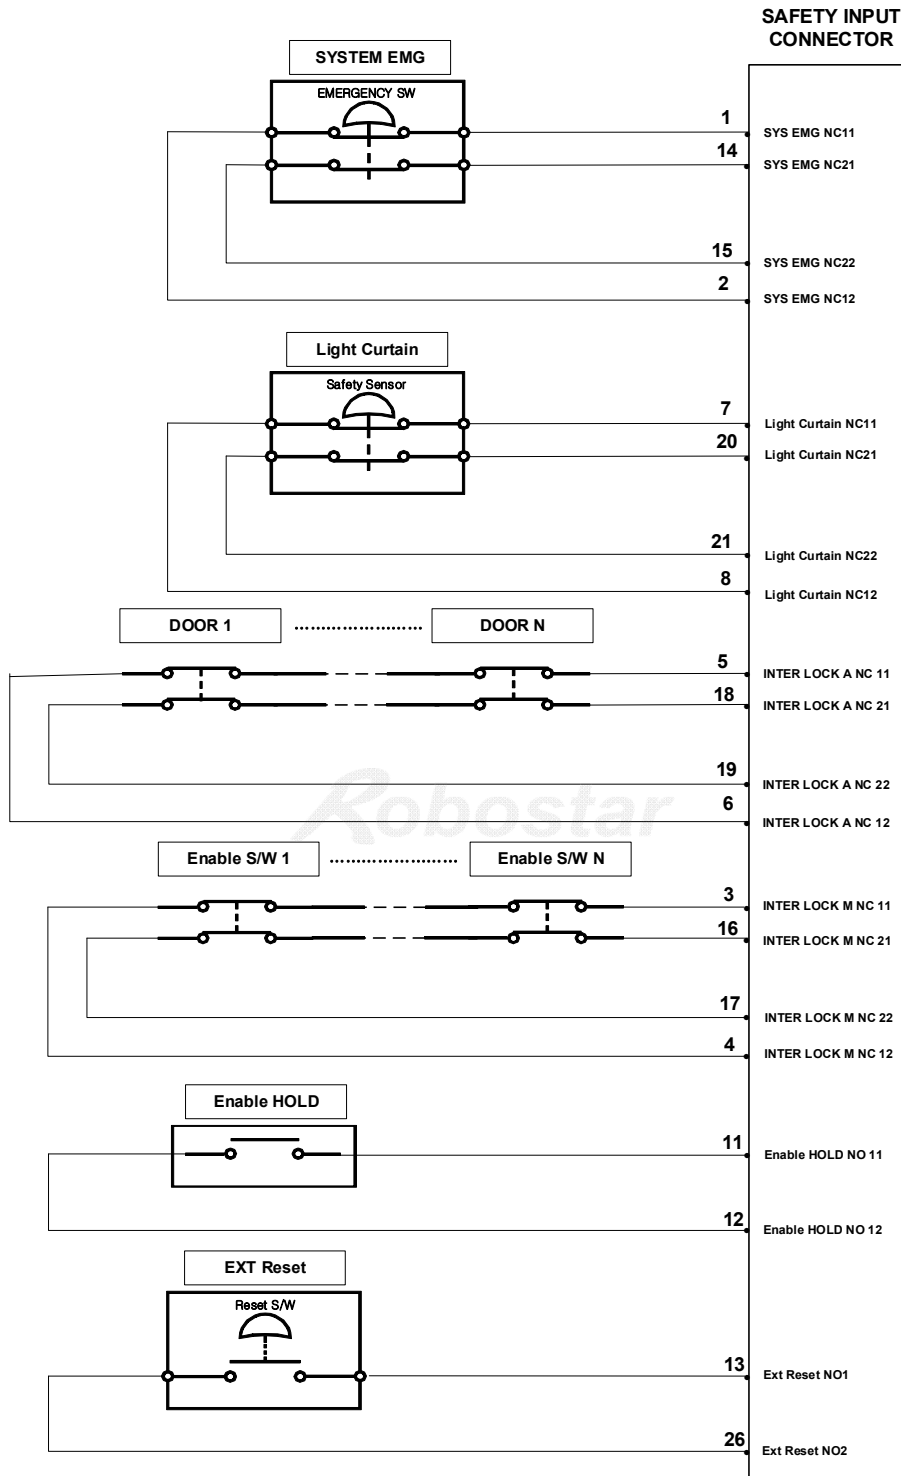 SAFETY INPUT
CONNECTOR
SYSTEM EMG
EMERGENCY SW
1
SYS EMG NC11
14
SYS EMG NC21
15
SYS EMG NC22
2
SYS EMG NC12
Light Curtain
Safety Sensor
7
Light Curtain NC11
20
Light Curtain NC21
21
Light Curtain NC22
8
Light Curtain NC12
DOOR 1 ........................ DOOR N
5
INTER LOCK A NC 11
18
INTER LOCK A NC 21
19
INTER LOCK A NC 22
6
INTER LOCK A NC 12
Robostar
Enable S/W 1 ........................ Enable S/W N
3
INTER LOCK M NC 11
16
INTER LOCK M NC 21
17
INTER LOCK M NC 22
4
INTER LOCK M NC 12
Enable HOLD
11
Enable HOLD NO 11
12
Enable HOLD NO 12
EXT Reset
Reset S/W
13
Ext Reset NO1
26
Ext Reset NO2